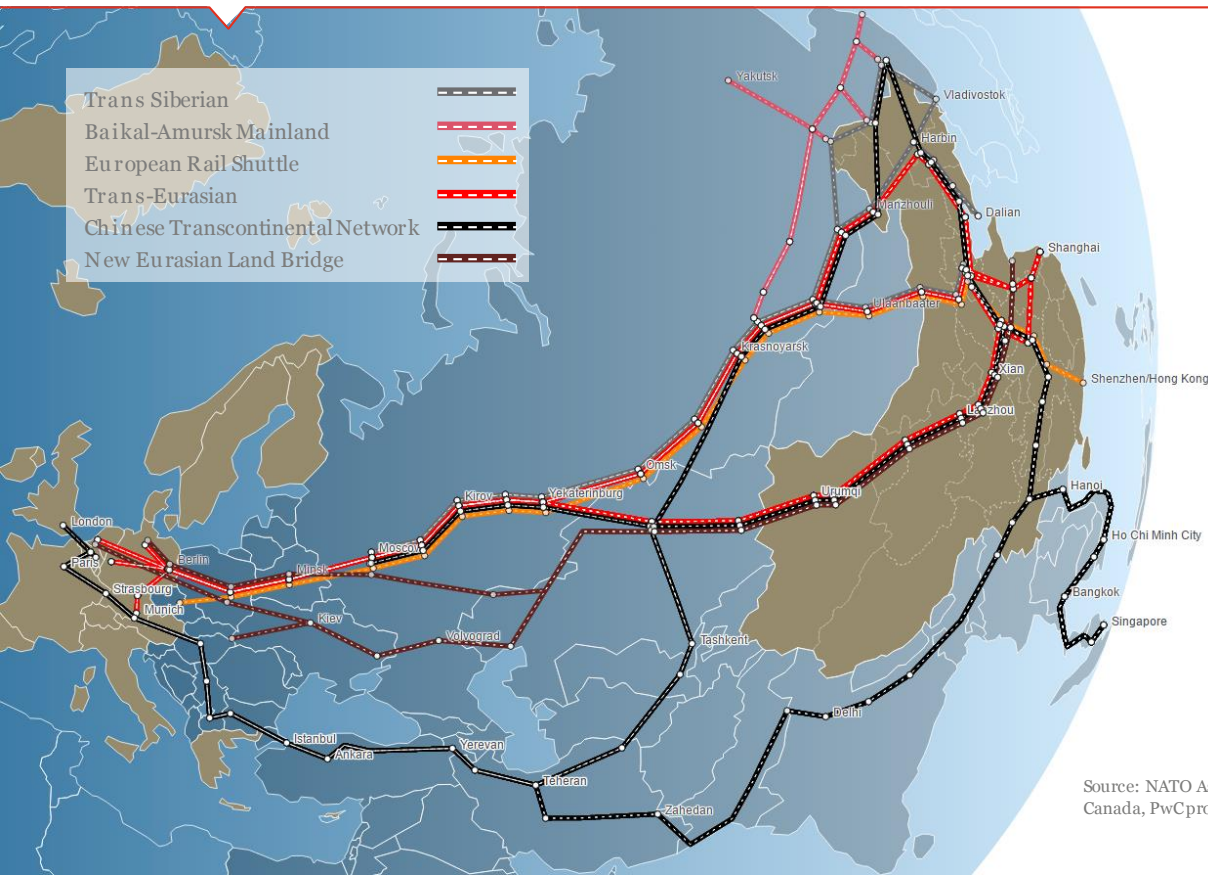 Trans Siberian
Baikal-Amursk Mainland
European Rail Shuttle
Trans-Eurasian
Chinese Transcontinental Network
New Eurasian Land Bridge
Yakutsk
Vladivostok
Harbin
Manzhouli
Dalian
Shanghai
Ulaanbaater
Krasnoyarsk
Xian
Shenzhen/Hong Kong
Lanzhou
Omsk
Urumqi
Kirov
Yekaterinburg
Hanoi
London
Moscow
Ho Chi Minh City
Berlin
Paris
Minsk
Strasbourg
Bangkok
Munich
Kiev
Singapore
Volvograd
Tashkent
Delhi
Istanbul
Yerevan
Ankara
Teheran
Zahedan
Source: NATO A
Canada, PwC pro